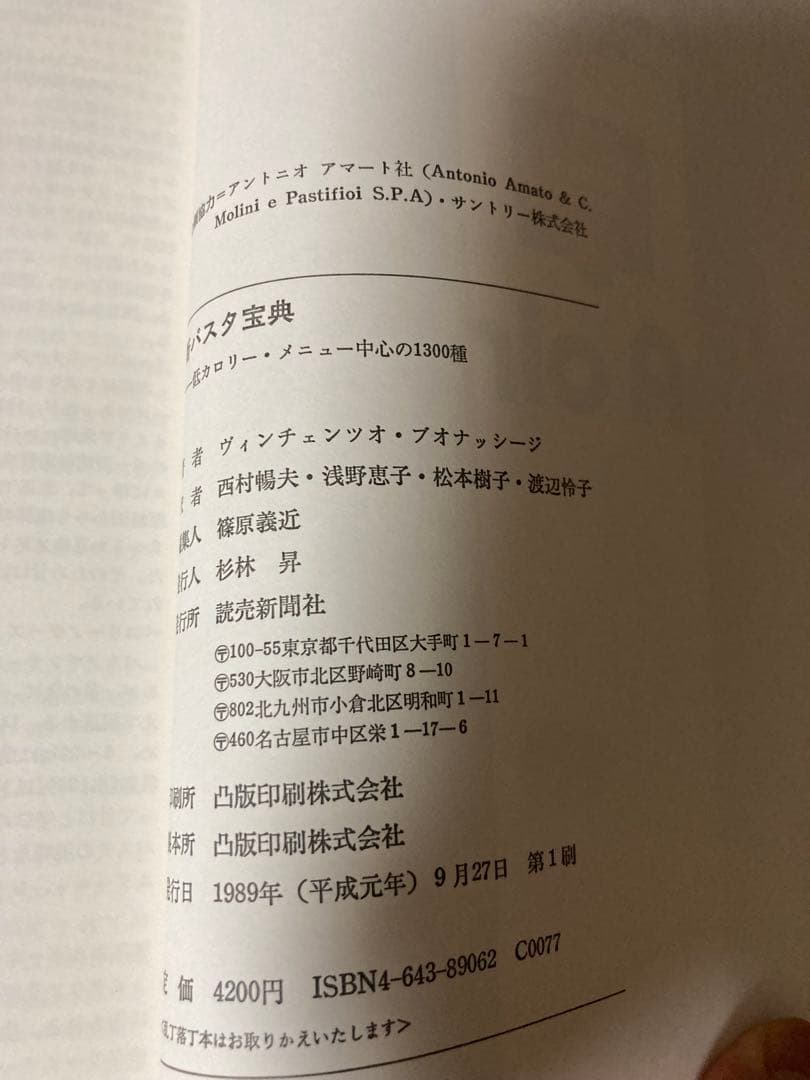 協力=アントニオ アマート社 (Antonio Amato & C.
Molini e Pastifioi S.P.A)・サントリー株式会社
パスタ宝典
―低カロリー・メニュー中心の1300種
者 ヴィンチェンツオ・ブオナッシージ
者 西村暢夫・浅野恵子・松本樹子・渡辺怜子
人 篠原義近
行人 杉林 昇
行所 読売新聞社
〒100-55東京都千代田区大手町1―7―1
〒530大阪市北区野崎町8―10
〒802北九州市小倉北区明和町1―11
〒460名古屋市中区栄1―17―6
印刷所 凸版印刷株式会社
本所 凸版印刷株式会社
行日 1989年(平成元年)9月27日 第1刷
定価 4200円 ISBN4-643-89062 C0077
丁落丁本はお取りかえいたします>